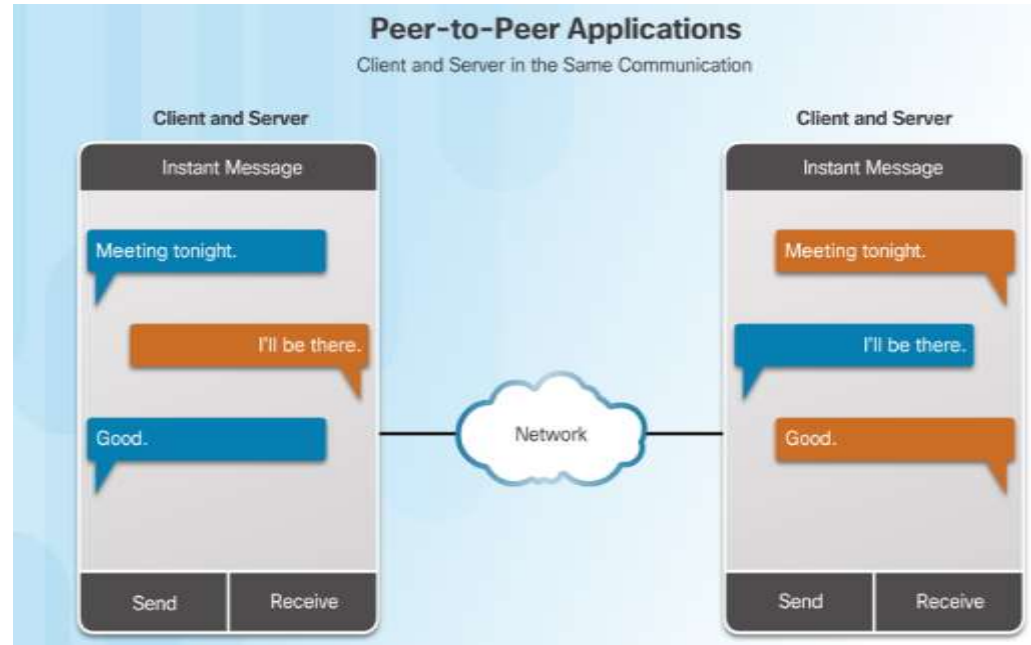 Peer-to-Peer Applications
Client and Server in the Same Communication
Client and Server
Instant Message
Meeting tonight.
I'll be there.
Good.
Send
Receive
Network
Client and Server
Instant Message
Meeting tonight.
I'll be there.
Good.
Send
Receive